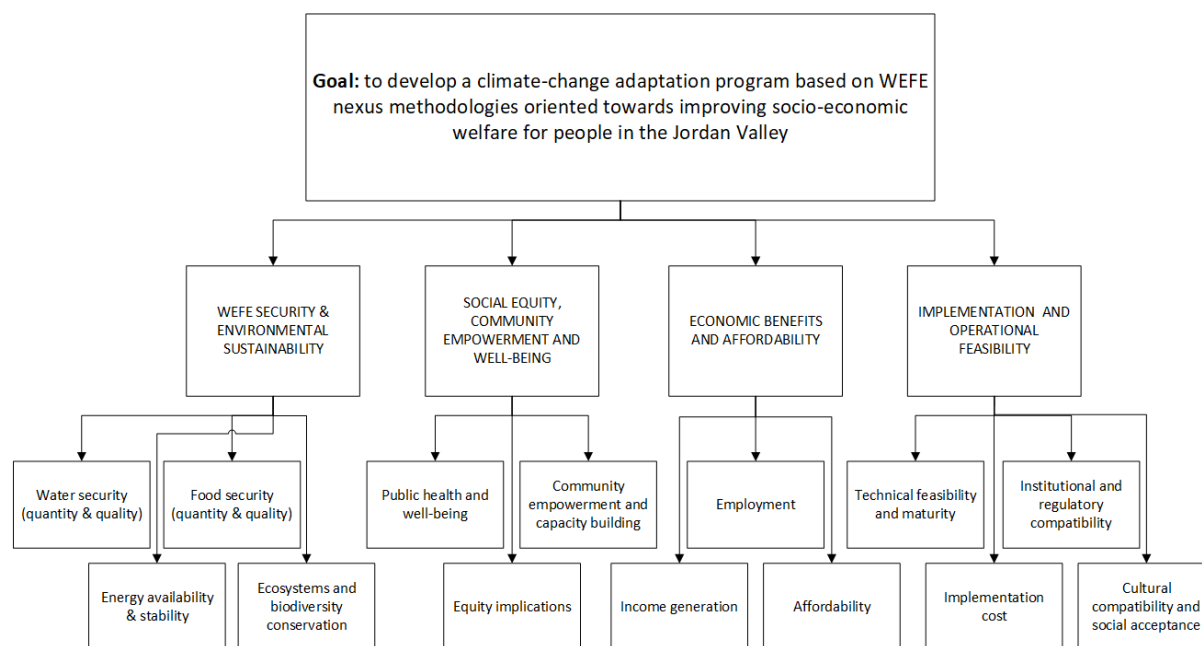 Goal: to develop a climate-change adaptation program based on WEFE
nexus methodologies oriented towards improving socio-economic
welfare for people in the Jordan Valley
WEFE SECURITY &
ENVIRONMENTAL
SUSTAINABILITY
SOCIAL EQUITY,
COMMUNITY
EMPOWERMENT AND
WELL-BEING
ECONOMIC BENEFITS
AND AFFORDABILITY
IMPLEMENTATION AND
OPERATIONAL
FEASIBILITY
Water security
(quantity & quality)
Food security
(quantity & quality)
Public health and
well-being
Community
empowerment and
capacity building
Employment
Technical feasibility
and maturity
Institutional and
regulatory
compatibility
Energy availability
& stability
Ecosystems and
biodiversity
conservation
Equity implications
Income generation
Affordability
Implementation
cost
Cultural
compatibility and
social acceptance